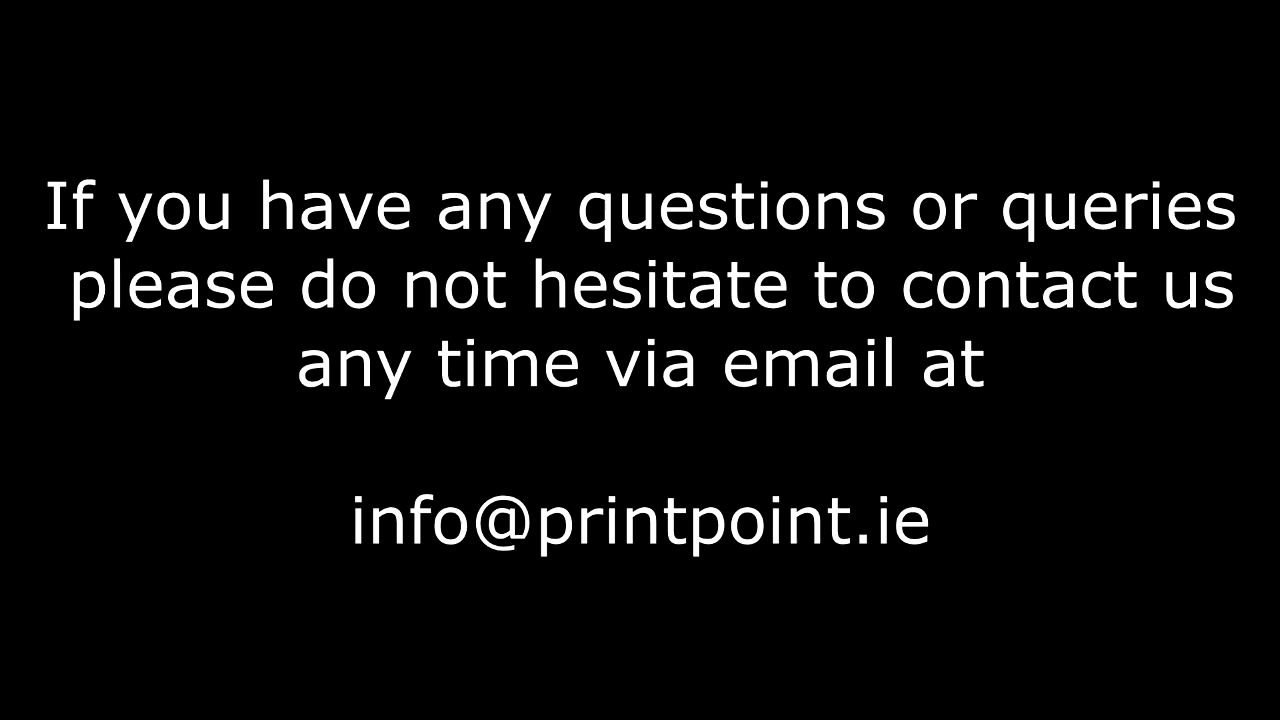 If you have any questions or queries
please do not hesitate to contact us
any time via email at
info@printpoint.ie